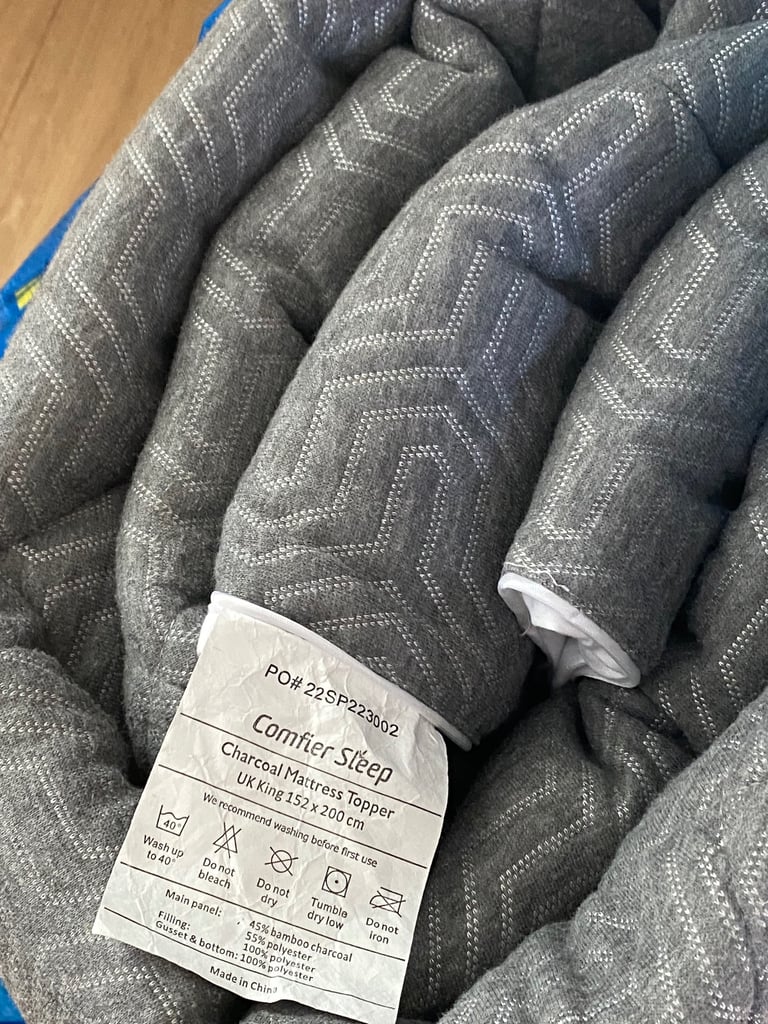 PO# 22SP223002
Comfier Sleep
Charcoal Mattress Topper
UK King 152 x 200 cm
We recommend washing before first use
40°
Wash up to 40°
Do not bleach
Do not dry
Tumble dry low
Do not iron
Main panel: 45% bamboo charcoal
55% polyester
Filling: 100% polyester
Gusset & bottom: 100% polyester
Made in China